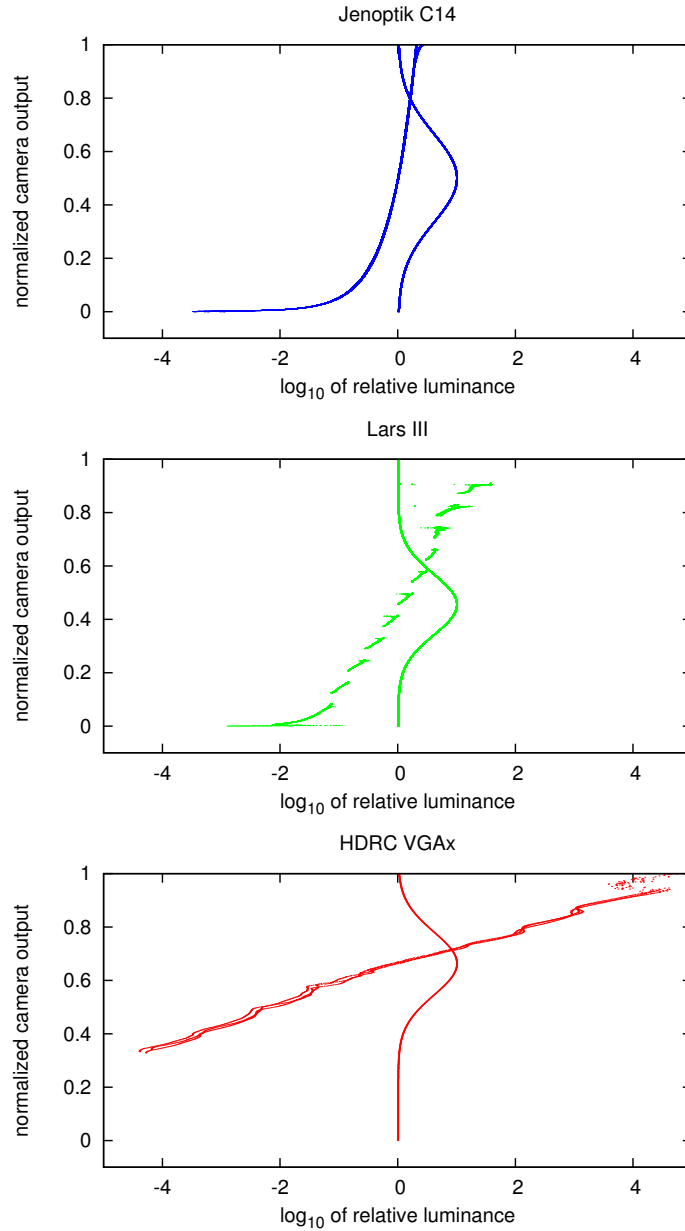 Jenoptik C14
normalized camera output
1
0.8
0.6
0.4
0.2
0
-4 -2 0 2 4
log10 of relative luminance
Lars III
normalized camera output
1
0.8
0.6
0.4
0.2
0
-4 -2 0 2 4
log10 of relative luminance
HDRC VGAx
normalized camera output
1
0.8
0.6
0.4
0.2
0
-4 -2 0 2 4
log10 of relative luminance